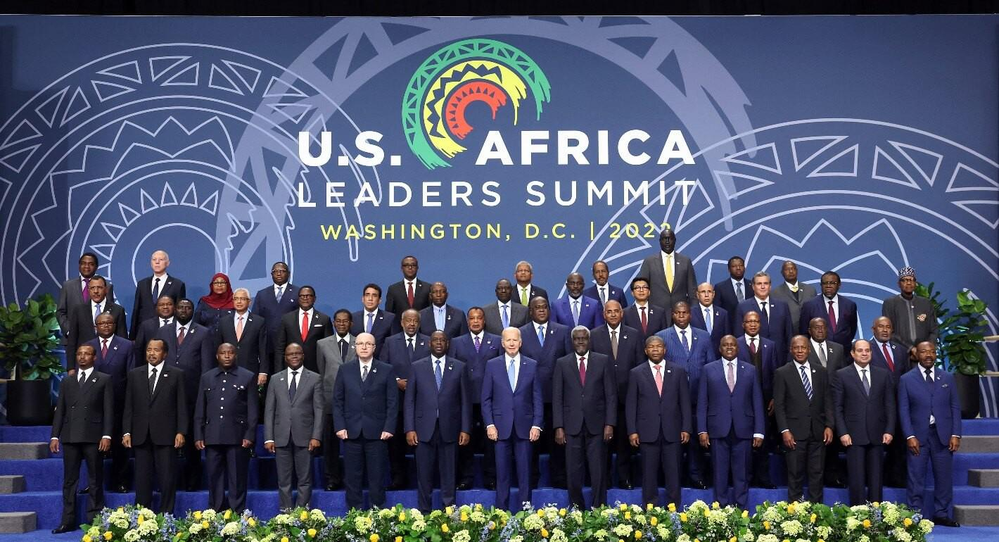 U.S. AFRICA
LEADERS SUMMIT
WASHINGTON, D.C. | 2022